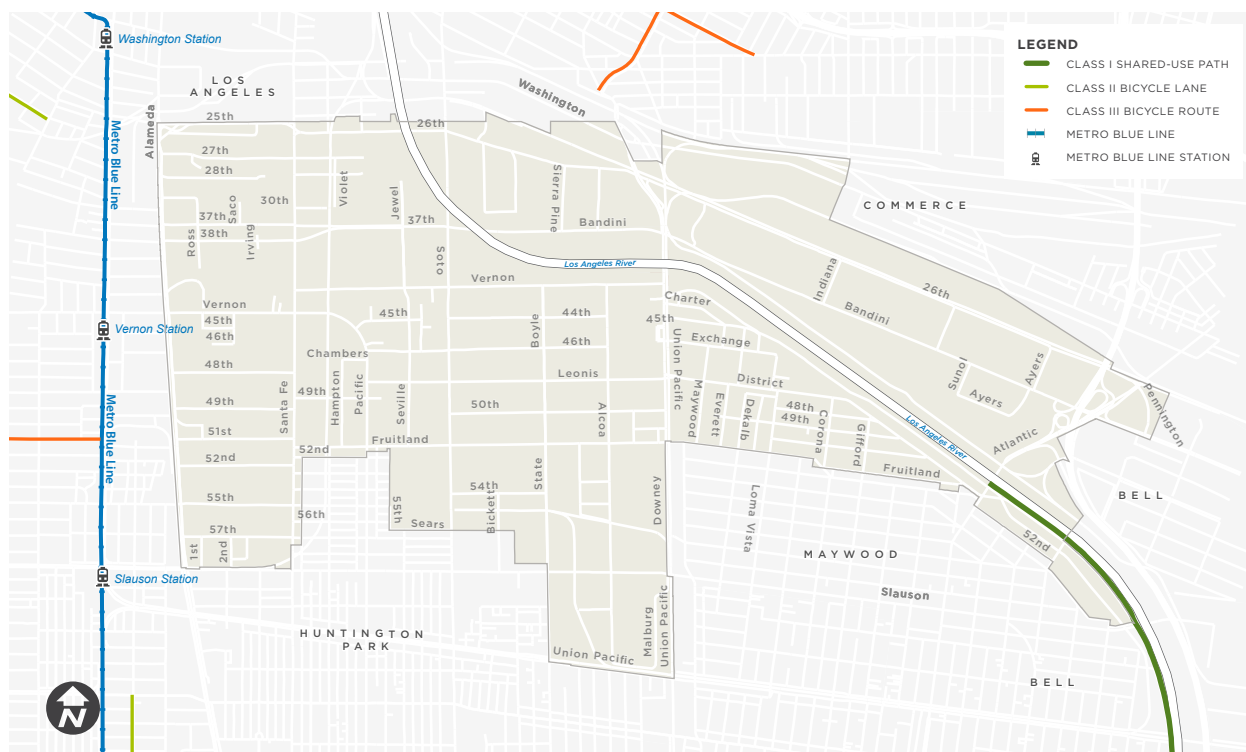 Washington Station
LOS
ANGELES
Washington
LEGEND
CLASS I SHARED-USE PATH
CLASS II BICYCLE LANE
CLASS III BICYCLE ROUTE
METRO BLUE LINE
METRO BLUE LINE STATION
Alameda
25th
26th
Metro Blue Line
27th
28th
Violet
Jewel
Sierra Pine
COMMERCE
Saco
30th
37th
37th
Bandini
38th
Ross
Irving
Soto
Los Angeles River
Vernon
Indiana
26th
Vernon
Charter
Bandini
45th
45th
44th
45th
Vernon Station
46th
Boyle
46th
Exchange
Union Pacific
Chambers
48th
Leonis
District
Sunol
Ayers
49th
Santa Fe
49th
Hampton
Pacific
Seville
50th
Alcoa
Maywood
Everett
Dekalb
48th
49th
Corona
Gifford
Ayers
Pennington
Metro Blue Line
51st
Fruitland
Los Angeles River
Atlantic
52nd
52nd
Fruitland
State
54th
55th
Bickett
Downey
55th
56th
Sears
Loma Vista
BELL
57th
1st
2nd
52nd
MAYWOOD
Slauson Station
Slauson
HUNTINGTON
PARK
Malburg
Union Pacific
Union Pacific
BELL
N